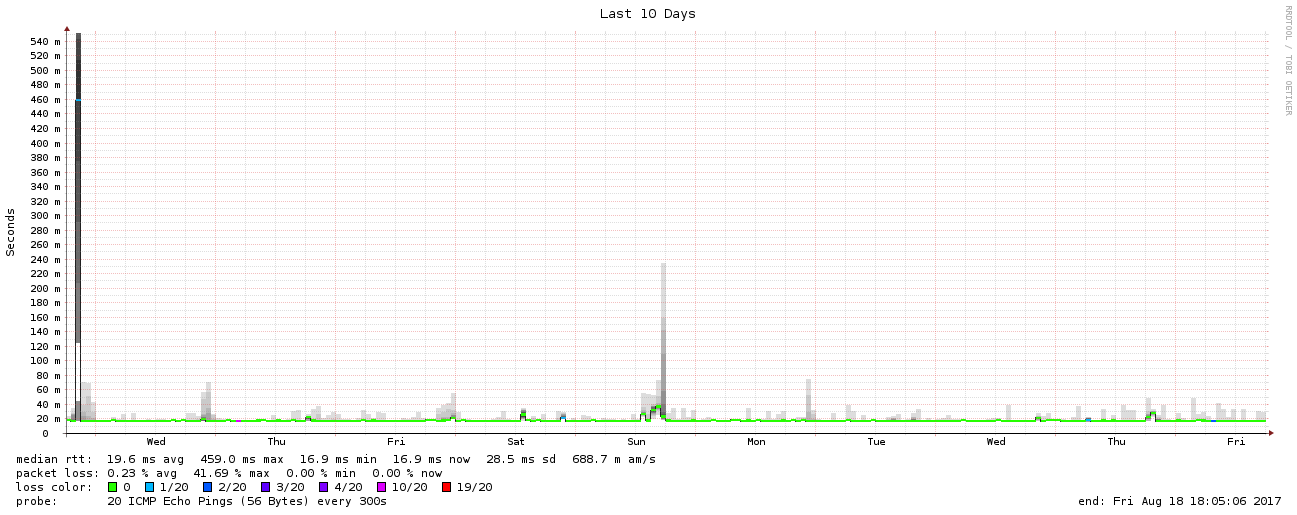 Last 10 Days
RRDTOOL / TOBI OETIKER
Seconds
540 m
520 m
500 m
480 m
460 m
440 m
420 m
400 m
380 m
360 m
340 m
320 m
300 m
280 m
260 m
240 m
220 m
200 m
180 m
160 m
140 m
120 m
100 m
80 m
60 m
40 m
20 m
0
Wed Thu Fri Sat Sun Mon Tue Wed Thu Fri
median rtt: 19.6 ms avg 459.0 ms max 16.9 ms min 16.9 ms now 28.5 ms sd 688.7 m am/s
packet loss: 0.23 % avg 41.69 % max 0.00 % min 0.00 % now
loss color: 0 1/20 2/20 3/20 4/20 10/20 19/20
probe: 20 ICMP Echo Pings (56 Bytes) every 300s end: Fri Aug 18 18:05:06 2017